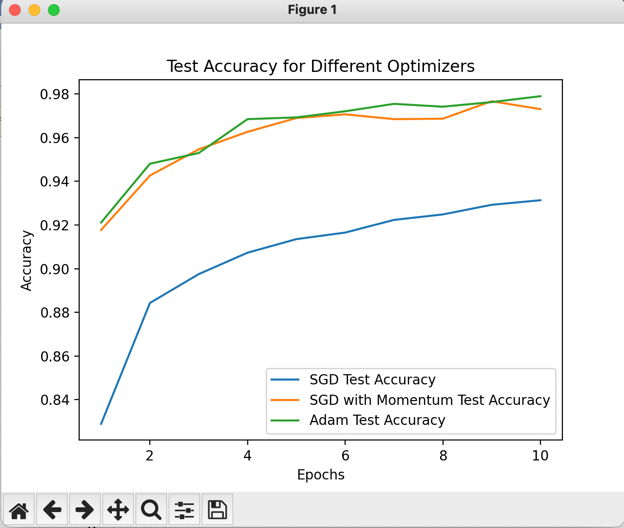 Figure 1
Test Accuracy for Different Optimizers
0.98
0.96
0.94
0.92
0.90
0.88
0.86
0.84
Accuracy
SGD Test Accuracy
SGD with Momentum Test Accuracy
Adam Test Accuracy
2 4 6 8 10
Epochs